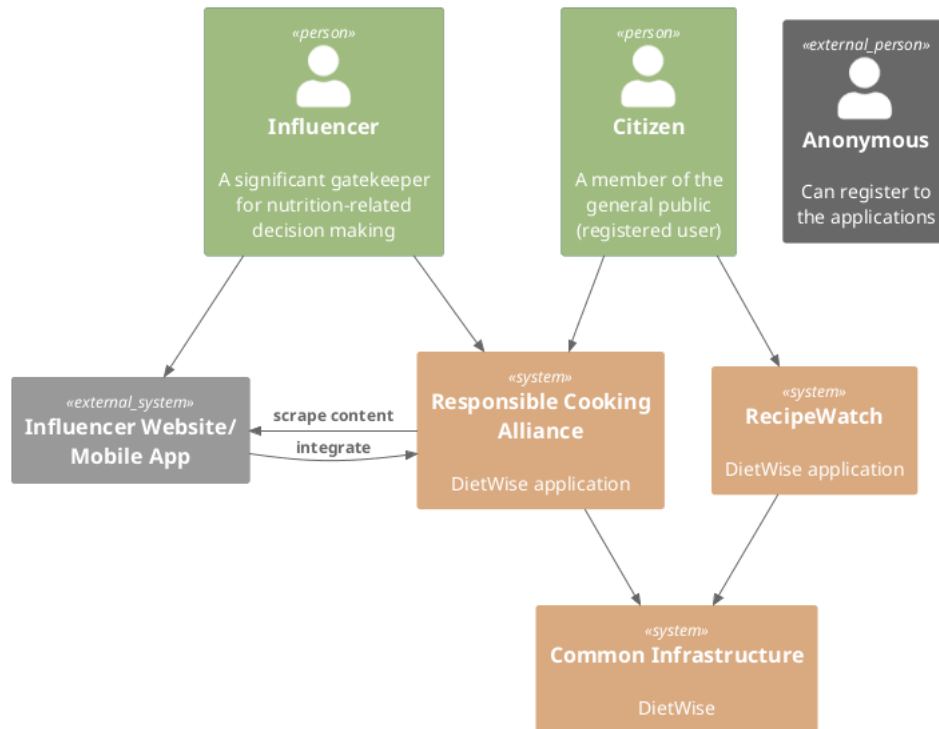 «person»
Influencer
A significant gatekeeper
for nutrition-related
decision making
«person»
Citizen
A member of the
general public
(registered user)
«external_person»
Anonymous
Can register to
the applications
«external_system»
Influencer Website/
Mobile App
scrape content
integrate
«system»
Responsible Cooking
Alliance
DietWise application
«system»
RecipeWatch
DietWise application
«system»
Common Infrastructure
DietWise